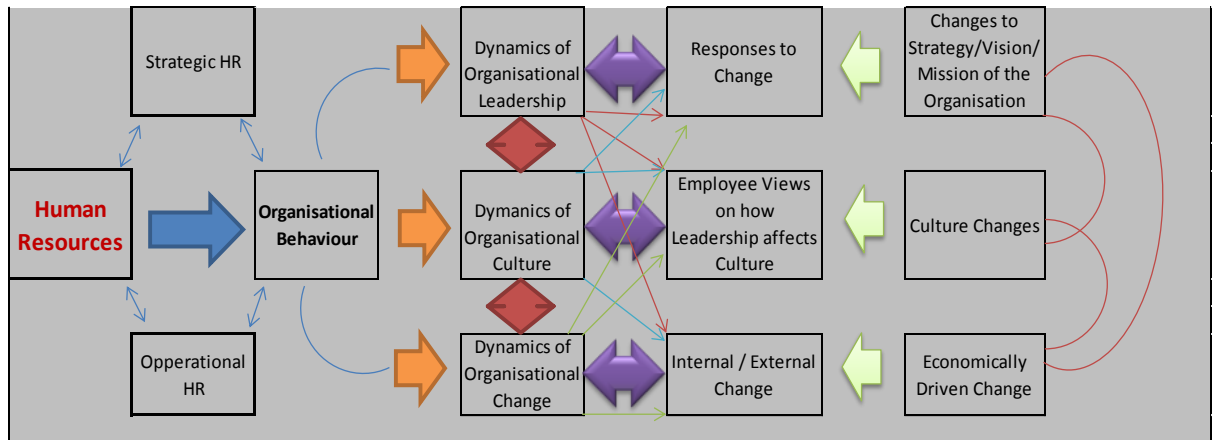 Strategic HR
Human
Resources
Opperational
HR
Organisational
Behaviour
Dynamics of
Organisational
Leadership
Dymanics of
Organisational
Culture
Dynamics of
Organisational
Change
Responses to
Change
Employee Views
on how
Leadership affects
Culture
Internal / External
Change
Changes to
Strategy/Vision/
Mission of the
Organisation
Culture Changes
Economically
Driven Change